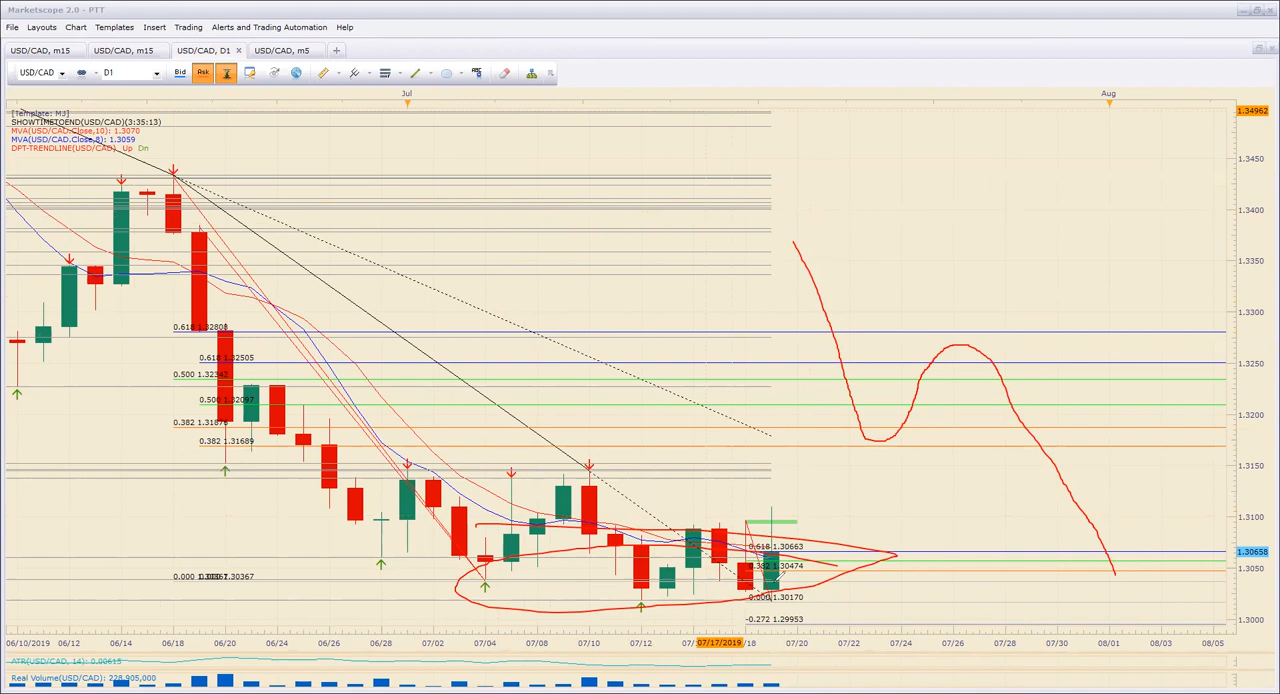 Marketscope 2.0 - PTT
File Layouts Chart Templates Insert Trading Alerts and Trading Automation Help
USD/CAD, m15 USD/CAD, m15 USD/CAD, D1 × USD/CAD, m5 +
USD/CAD D1 Bid Ask ABC
Jul Aug
[Template: MJ]
SHOWTIMETOEND(USD/CAD)(3:35:13)
MVA(USD/CAD.Close,10): 1.3070
MVA(USD/CAD.Close,8): 1.3059
DPT-TRENDLINE(USD/CAD) Up Dn
1.34962
1.3450
1.3400
1.3350
1.3300
0.618 1.32808
0.618 1.32505
1.3250
0.500 1.32342
0.500 1.32097
1.3200
0.382 1.31876
0.382 1.31689
1.3150
1.3100
0.618 1.30663
1.30658
0.382 1.30474
1.3050
0.000 1.30367
0.000 1.30170
-0.272 1.29953
1.3000
06/10/2019 06/12 06/14 06/18 06/20 06/24 06/26 06/28 07/02 07/04 07/08 07/10 07/12 07/17/2019 /18 07/20 07/22 07/24 07/26 07/28 08/01 08/03 08/05
ATR(USD/CAD, 14): 0.00615
Real Volume(USD/CAD): 228,905,000